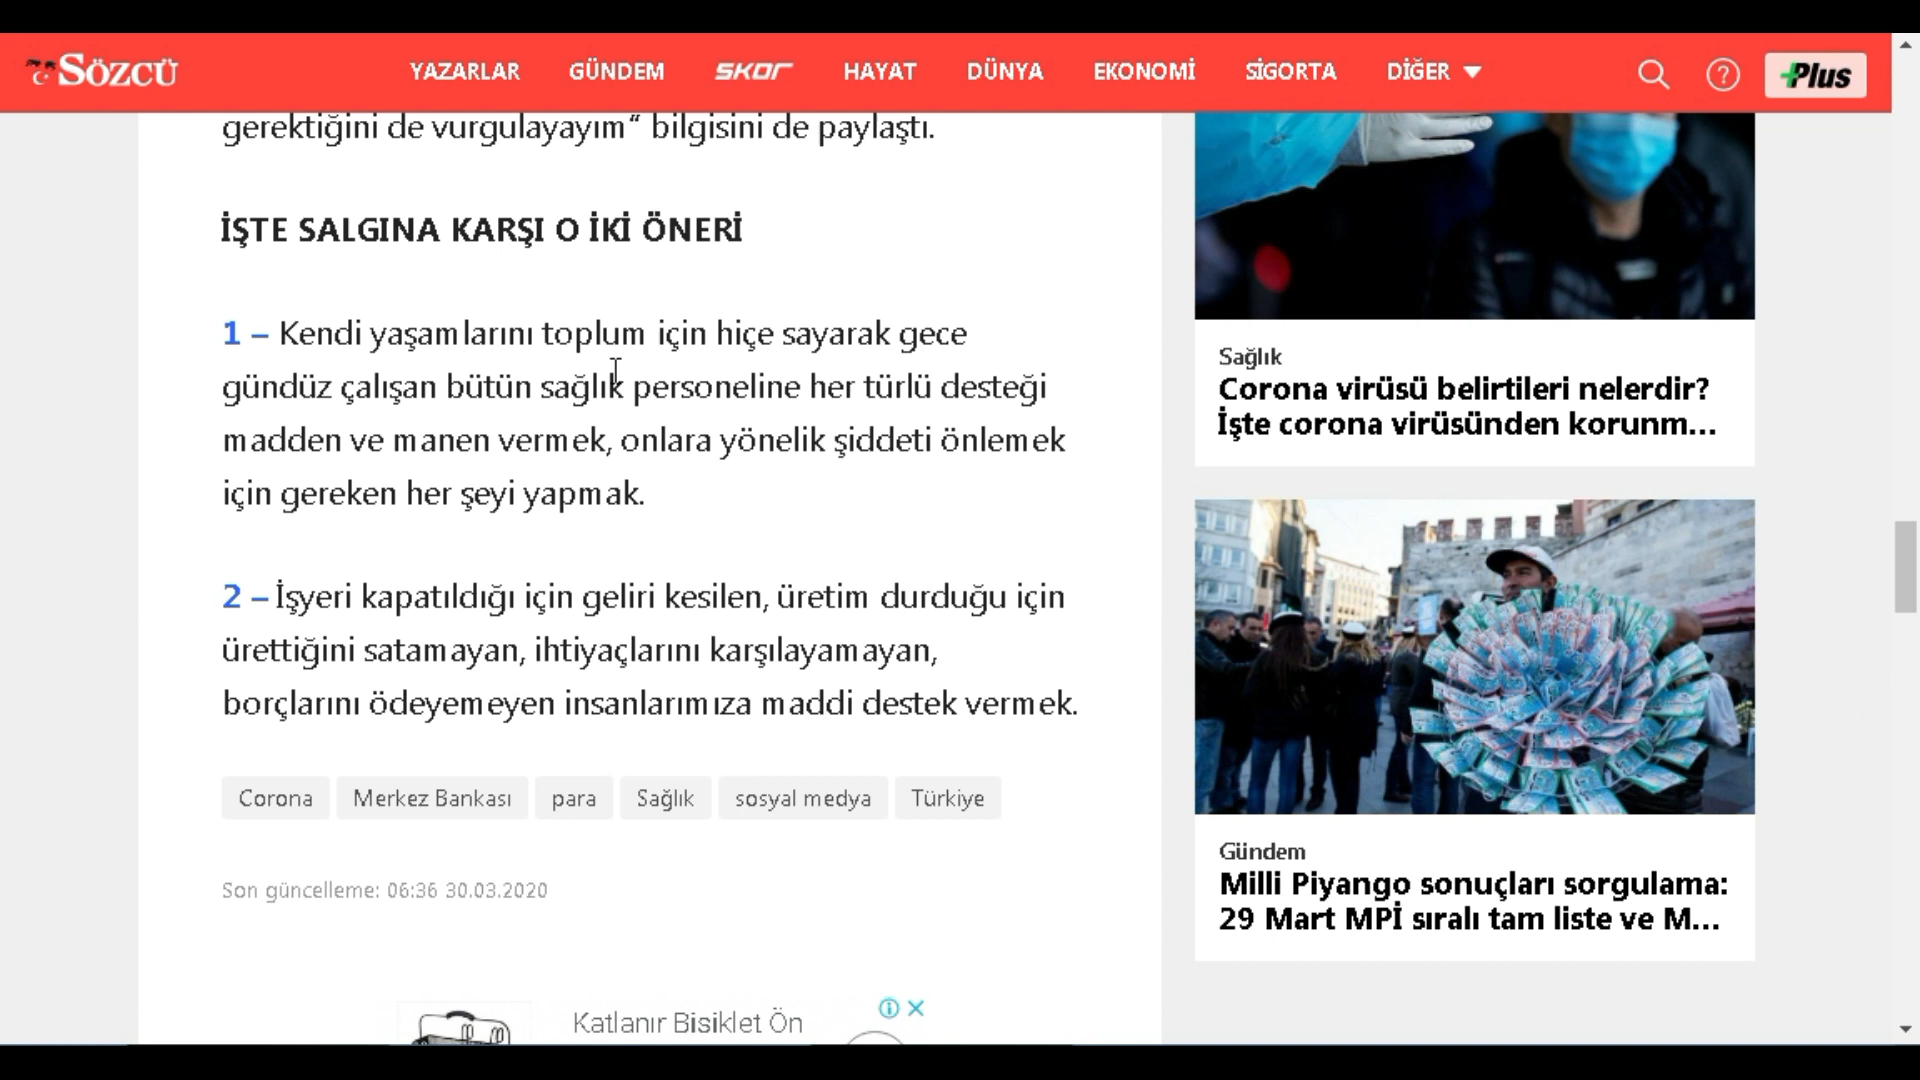 SÖZCÜ
YAZARLAR GÜNDEM SKOR HAYAT DÜNYA EKONOMİ SİGORTA DİĞER
+Plus
gerektiğini de vurgulayayım“ bilgisini de paylaştı.
İŞTE SALGINA KARŞI O İKİ ÖNERİ
1 – Kendi yaşamlarını toplum için hiçe sayarak gece
gündüz çalışan bütün sağlık personeline her türlü desteği
madden ve manen vermek, onlara yönelik şiddeti önlemek
için gereken her şeyi yapmak.
2 – İşyeri kapatıldığı için geliri kesilen, üretim durduğu için
ürettiğini satamayan, ihtiyaçlarını karşılayamayan,
borçlarını ödeyemeyen insanlarımıza maddi destek vermek.
Corona Merkez Bankası para Sağlık sosyal medya Türkiye
Son güncelleme: 06:36 30.03.2020
Katlanır Bisiklet Ön
Sağlık
Corona virüsü belirtileri nelerdir?
İşte corona virüsünden korunm...
Gündem
Milli Piyango sonuçları sorgulama:
29 Mart MPİ sıralı tam liste ve M...